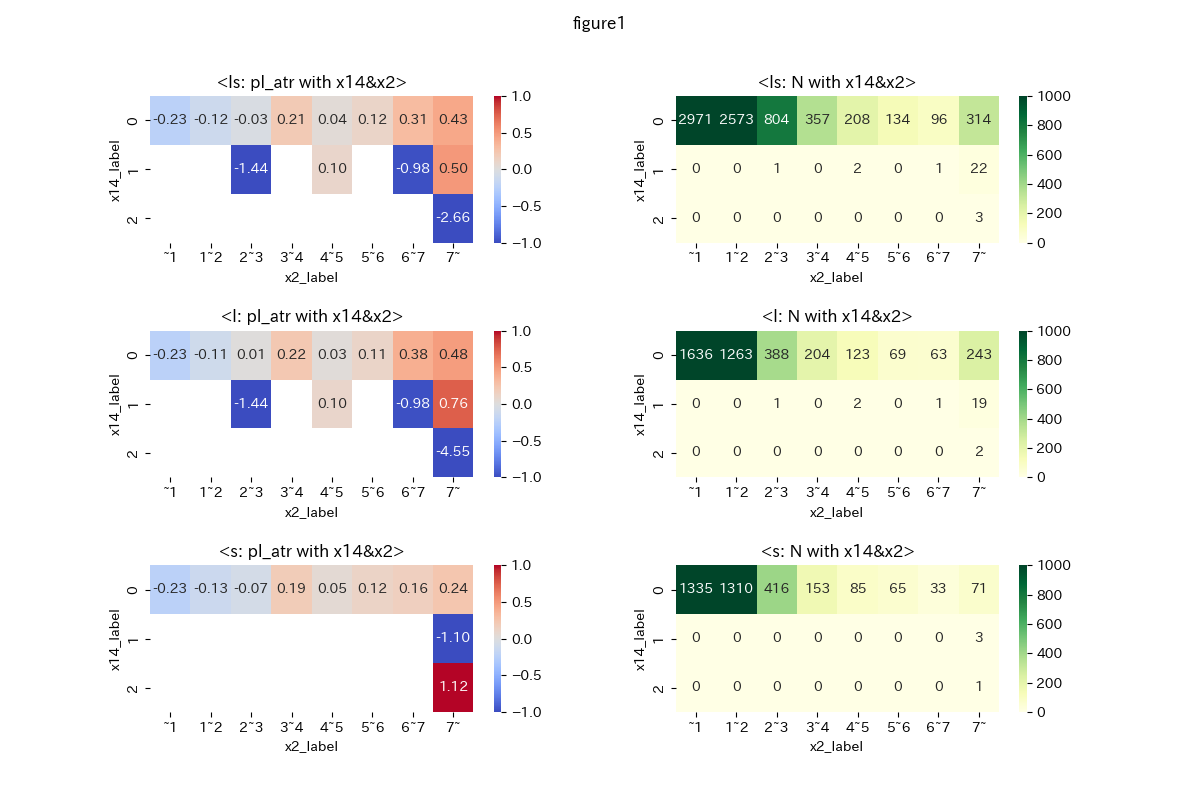 figure1
<ls: pl_atr with x14&x2>
x14_label
0 -0.23 -0.12 -0.03 0.21 0.04 0.12 0.31 0.43
1 -1.44 0.10 -0.98 0.50
2 -2.66
~1 1~2 2~3 3~4 4~5 5~6 6~7 7~
x2_label
1.0
0.5
0.0
−0.5
−1.0
<ls: N with x14&x2>
x14_label
0 2971 2573 804 357 208 134 96 314
1 0 0 1 0 2 0 1 22
2 0 0 0 0 0 0 0 3
~1 1~2 2~3 3~4 4~5 5~6 6~7 7~
x2_label
1000
800
600
400
200
0
<l: pl_atr with x14&x2>
x14_label
0 -0.23 -0.11 0.01 0.22 0.03 0.11 0.38 0.48
1 -1.44 0.10 -0.98 0.76
2 -4.55
~1 1~2 2~3 3~4 4~5 5~6 6~7 7~
x2_label
1.0
0.5
0.0
−0.5
−1.0
<l: N with x14&x2>
x14_label
0 1636 1263 388 204 123 69 63 243
1 0 0 1 0 2 0 1 19
2 0 0 0 0 0 0 0 2
~1 1~2 2~3 3~4 4~5 5~6 6~7 7~
x2_label
1000
800
600
400
200
0
<s: pl_atr with x14&x2>
x14_label
0 -0.23 -0.13 -0.07 0.19 0.05 0.12 0.16 0.24
1 -1.10
2 1.12
~1 1~2 2~3 3~4 4~5 5~6 6~7 7~
x2_label
1.0
0.5
0.0
−0.5
−1.0
<s: N with x14&x2>
x14_label
0 1335 1310 416 153 85 65 33 71
1 0 0 0 0 0 0 0 3
2 0 0 0 0 0 0 0 1
~1 1~2 2~3 3~4 4~5 5~6 6~7 7~
x2_label
1000
800
600
400
200
0